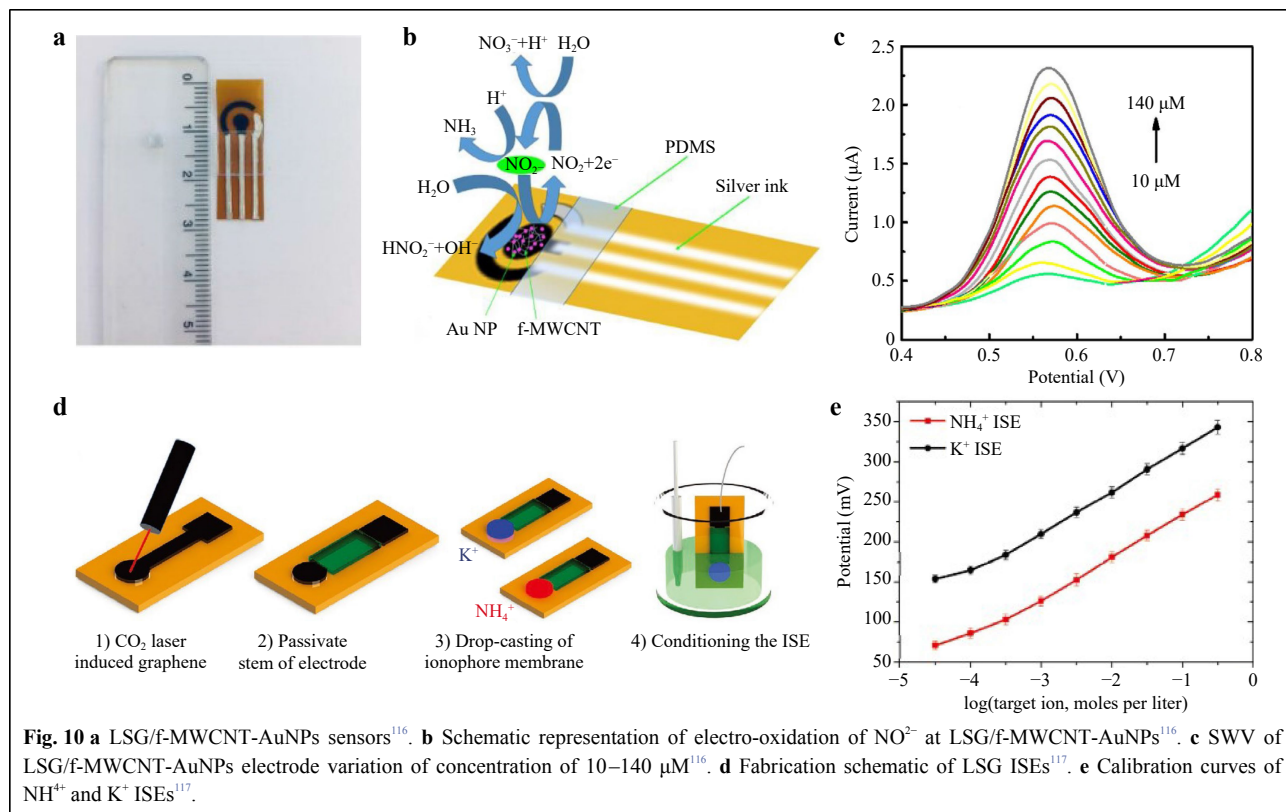 a
0 1 2 3 4 5
b
NO₃⁻+H⁺ H₂O
H⁺
NH₃
NO₂⁻ NO₂+2e⁻
H₂O
HNO₂⁻+OH⁻
PDMS
Silver ink
Au NP f-MWCNT
c
2.5
2.0
1.5
1.0
0.5
0
Current (μA)
140 μM
10 μM
0.4 0.5 0.6 0.7 0.8
Potential (V)
d
K⁺
NH₄⁺
1) CO₂ laser
induced graphene
2) Passivate
stem of electrode
3) Drop-casting of
ionophore membrane
4) Conditioning the ISE
e
350
300
250
200
150
100
50
Potential (mV)
NH₄⁺ ISE
K⁺ ISE
−5 −4 −3 −2 −1 0
log(target ion, moles per liter)
Fig. 10 a LSG/f-MWCNT-AuNPs sensors¹¹⁶. b Schematic representation of electro-oxidation of NO²⁻ at LSG/f-MWCNT-AuNPs¹¹⁶. c SWV of
LSG/f-MWCNT-AuNPs electrode variation of concentration of 10−140 μM¹¹⁶. d Fabrication schematic of LSG ISEs¹¹⁷. e Calibration curves of
NH⁴⁺ and K⁺ ISEs¹¹⁷.